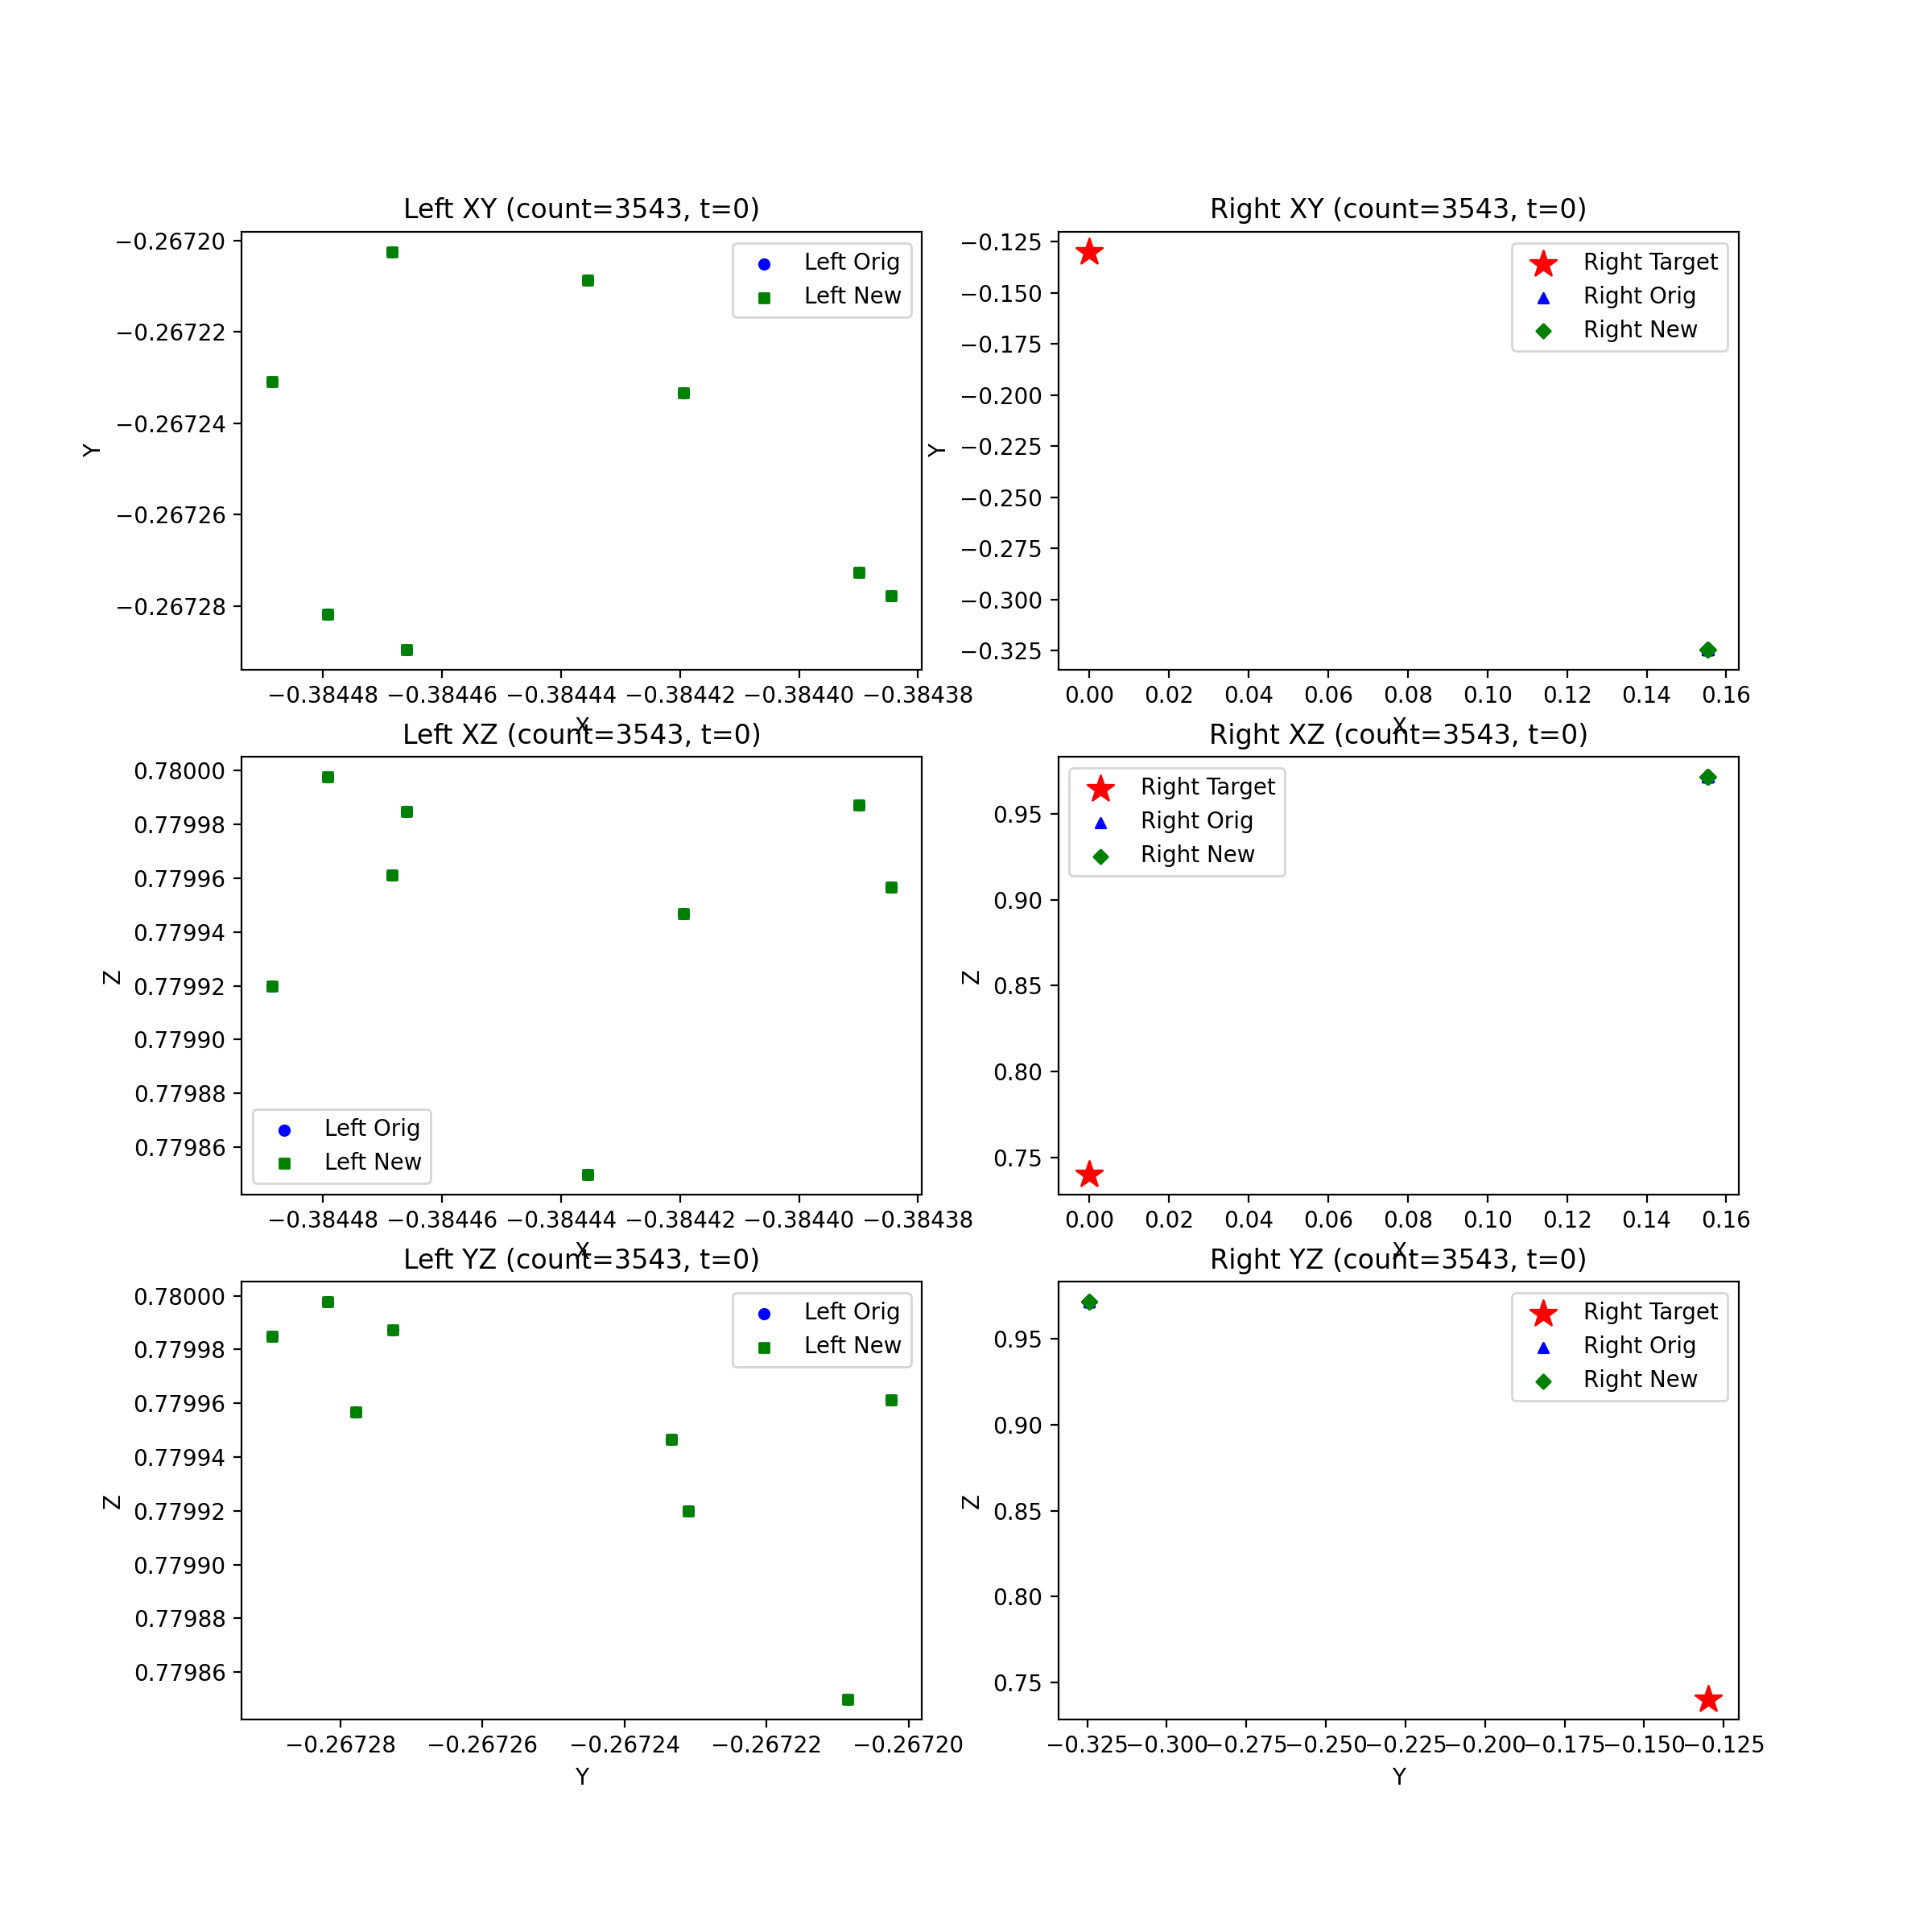 Left XY (count=3543, t=0)
−0.26720
−0.26722
−0.26724
−0.26726
−0.26728
Y
Left Orig
Left New
−0.38448 −0.38446 −0.38444 −0.38442 −0.38440 −0.38438
X
Right XY (count=3543, t=0)
−0.125
−0.150
−0.175
−0.200
−0.225
−0.250
−0.275
−0.300
−0.325
Y
Right Target
Right Orig
Right New
0.00 0.02 0.04 0.06 0.08 0.10 0.12 0.14 0.16
X
Left XZ (count=3543, t=0)
0.78000
0.77998
0.77996
0.77994
0.77992
0.77990
0.77988
0.77986
Z
Left Orig
Left New
−0.38448 −0.38446 −0.38444 −0.38442 −0.38440 −0.38438
X
Right XZ (count=3543, t=0)
0.95
0.90
0.85
0.80
0.75
Z
Right Target
Right Orig
Right New
0.00 0.02 0.04 0.06 0.08 0.10 0.12 0.14 0.16
X
Left YZ (count=3543, t=0)
0.78000
0.77998
0.77996
0.77994
0.77992
0.77990
0.77988
0.77986
Z
Left Orig
Left New
−0.26728 −0.26726 −0.26724 −0.26722 −0.26720
Y
Right YZ (count=3543, t=0)
0.95
0.90
0.85
0.80
0.75
Z
Right Target
Right Orig
Right New
−0.325 −0.300 −0.275 −0.250 −0.225 −0.200 −0.175 −0.150 −0.125
Y